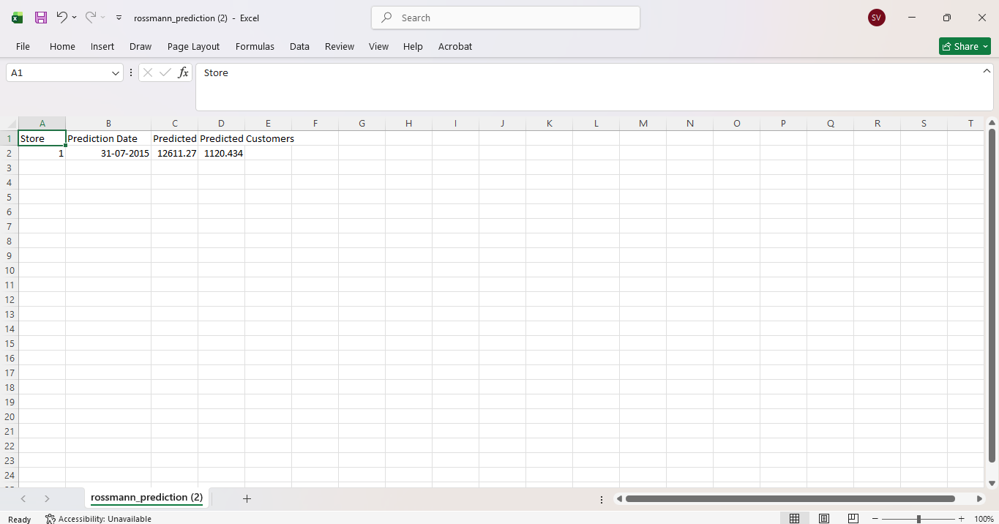 rossmann_prediction (2) - Excel
Search
SV
File Home Insert Draw Page Layout Formulas Data Review View Help Acrobat
Share
A1
fx
Store
A B C D E F G H I J K L M N O P Q R S T
1 Store Prediction Date Predicted Predicted Customers
2 1 31-07-2015 12611.27 1120.434
3
4
5
6
7
8
9
10
11
12
13
14
15
16
17
18
19
20
21
22
23
24
rossmann_prediction (2)
Ready Accessibility: Unavailable 100%